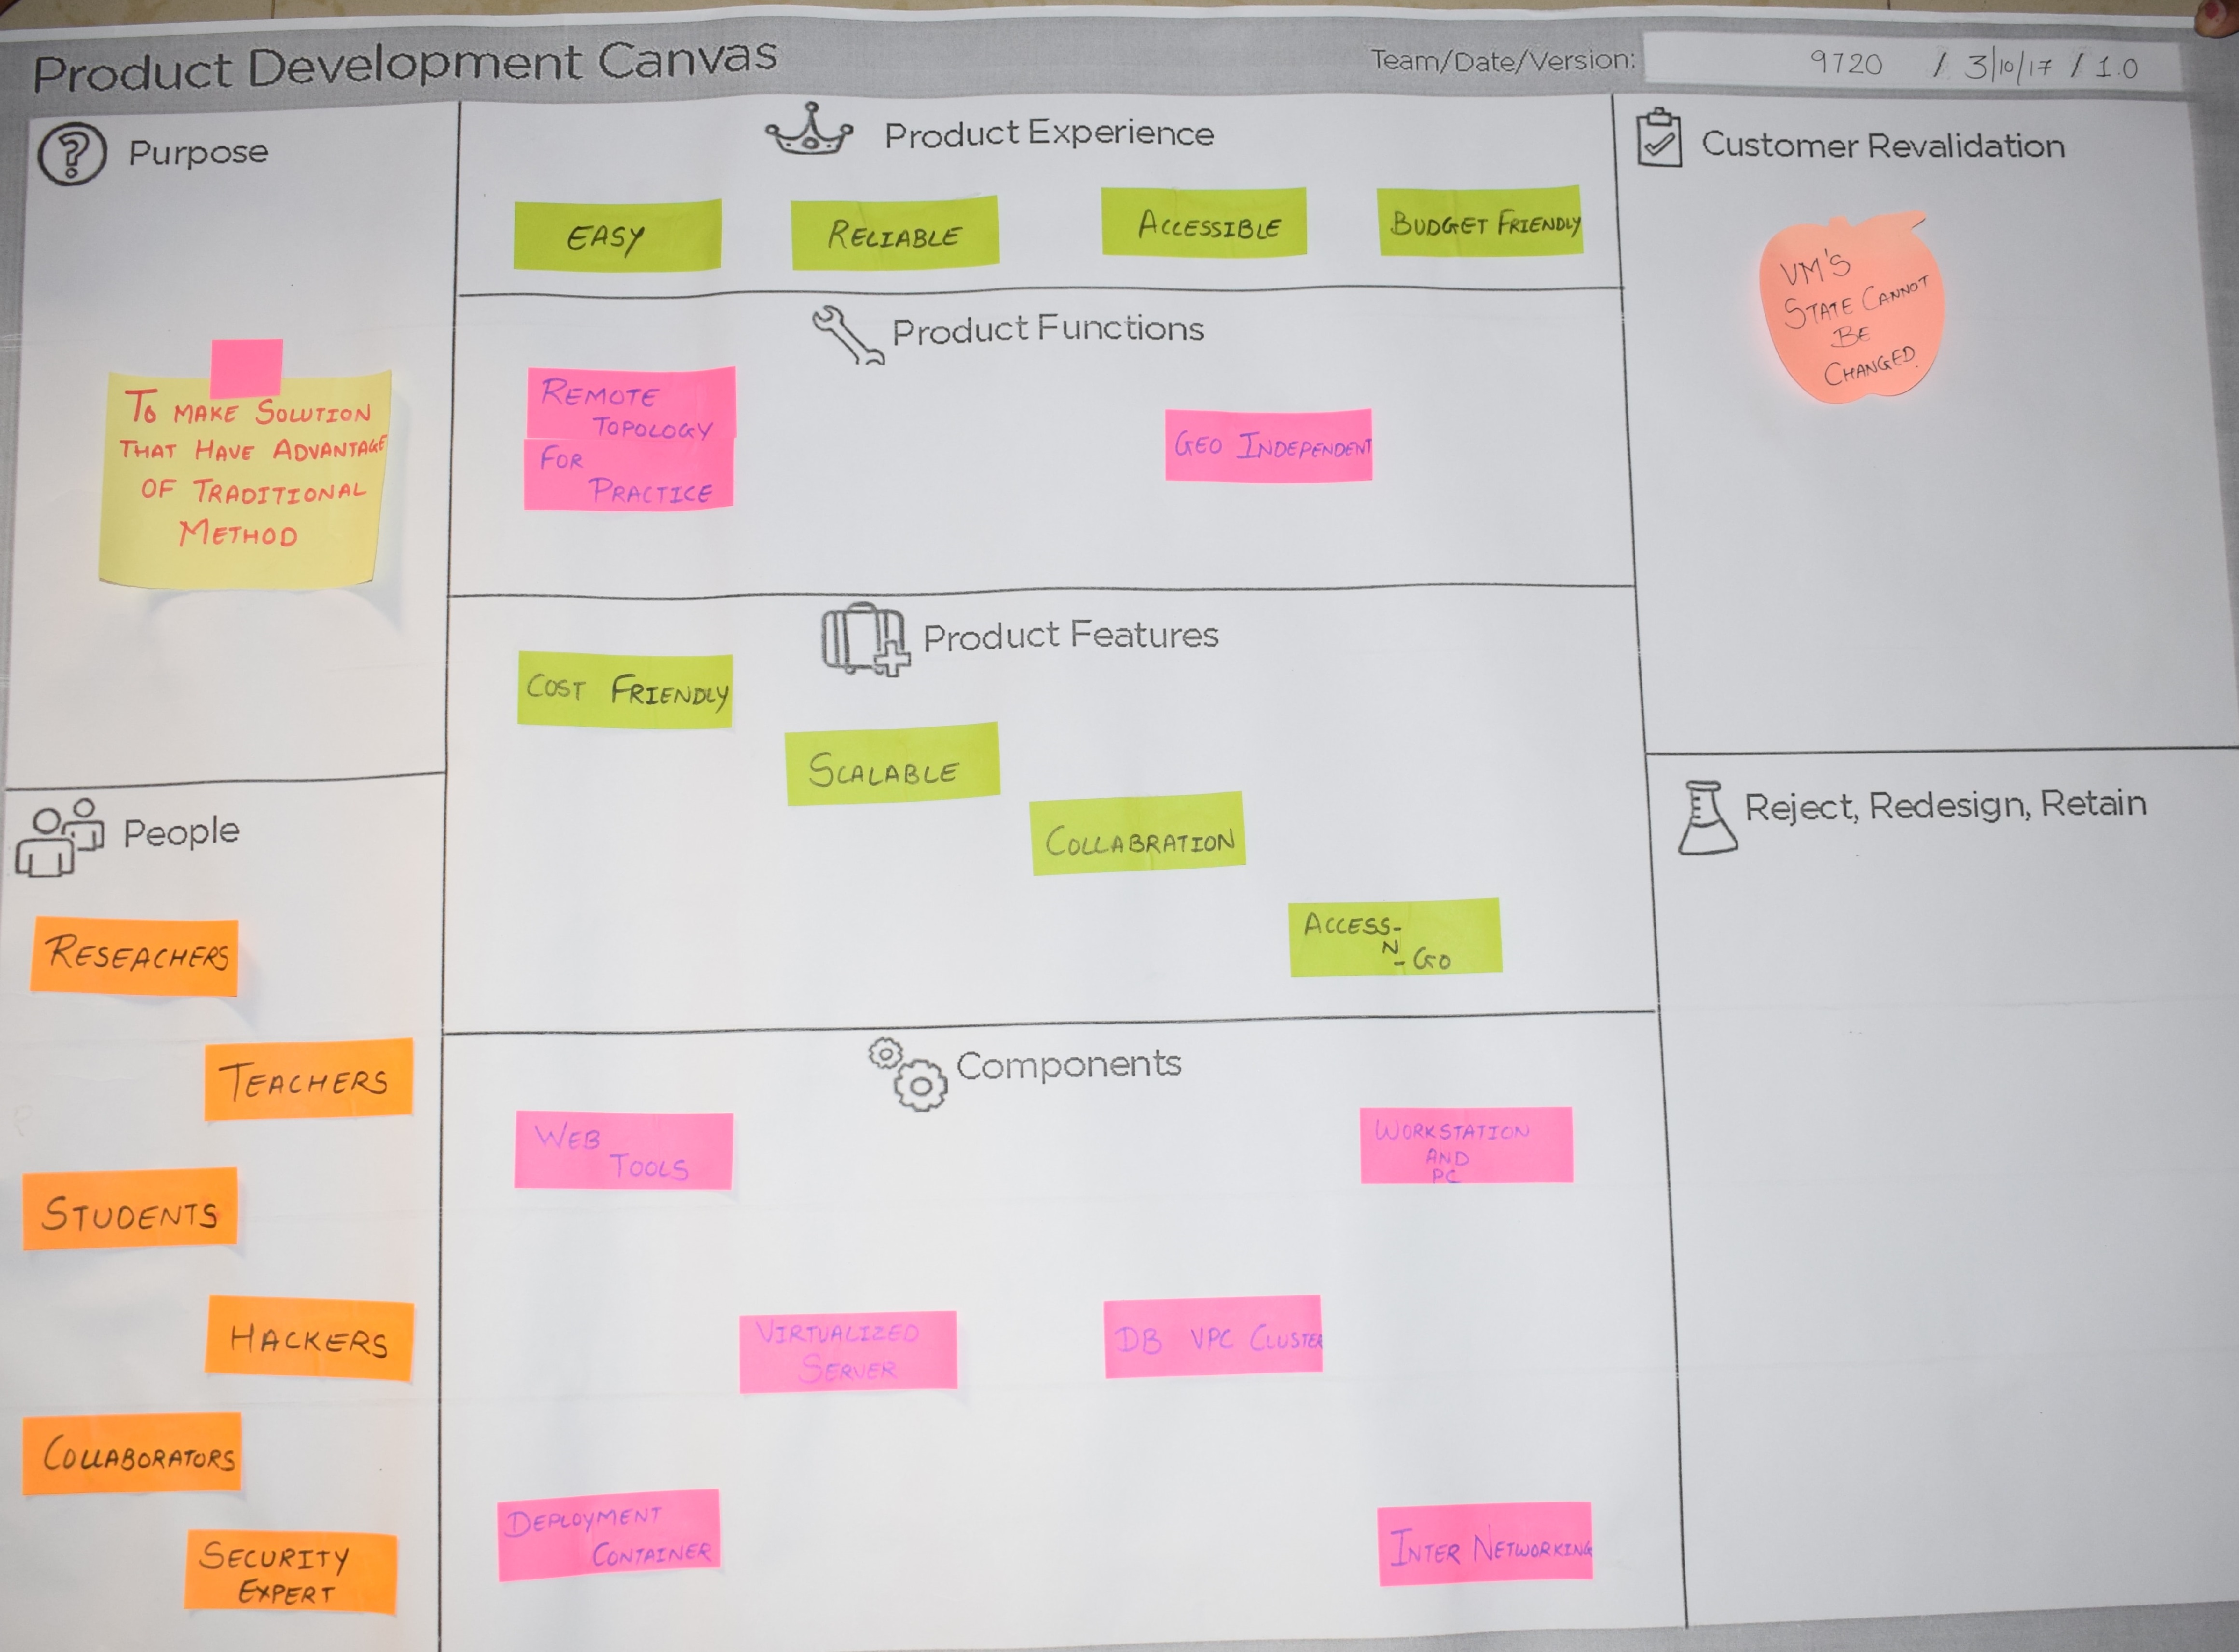 Product Development Canvas
Team/Date/Version:
9720 / 3/10/17 / 1.0
Purpose
TO MAKE SOLUTION
THAT HAVE ADVANTAGE
OF TRADITIONAL
METHOD
People
RESEACHERS
TEACHERS
STUDENTS
HACKERS
COLLABORATORS
SECURITY
EXPERT
Product Experience
EASY
RELIABLE
ACCESSIBLE
BUDGET FRIENDLY
Product Functions
REMOTE
TOPOLOGY
FOR
PRACTICE
GEO INDEPENDENT
Product Features
COST FRIENDLY
SCALABLE
COLLABRATION
ACCESS-
N
- GO
Components
WEB
TOOLS
WORKSTATION
AND
PC
VIRTUALIZED
SERVER
DB VPC CLUSTER
DEPLOYMENT
CONTAINER
INTER NETWORKING
Customer Revalidation
VM'S
STATE CANNOT
BE
CHANGED.
Reject, Redesign, Retain